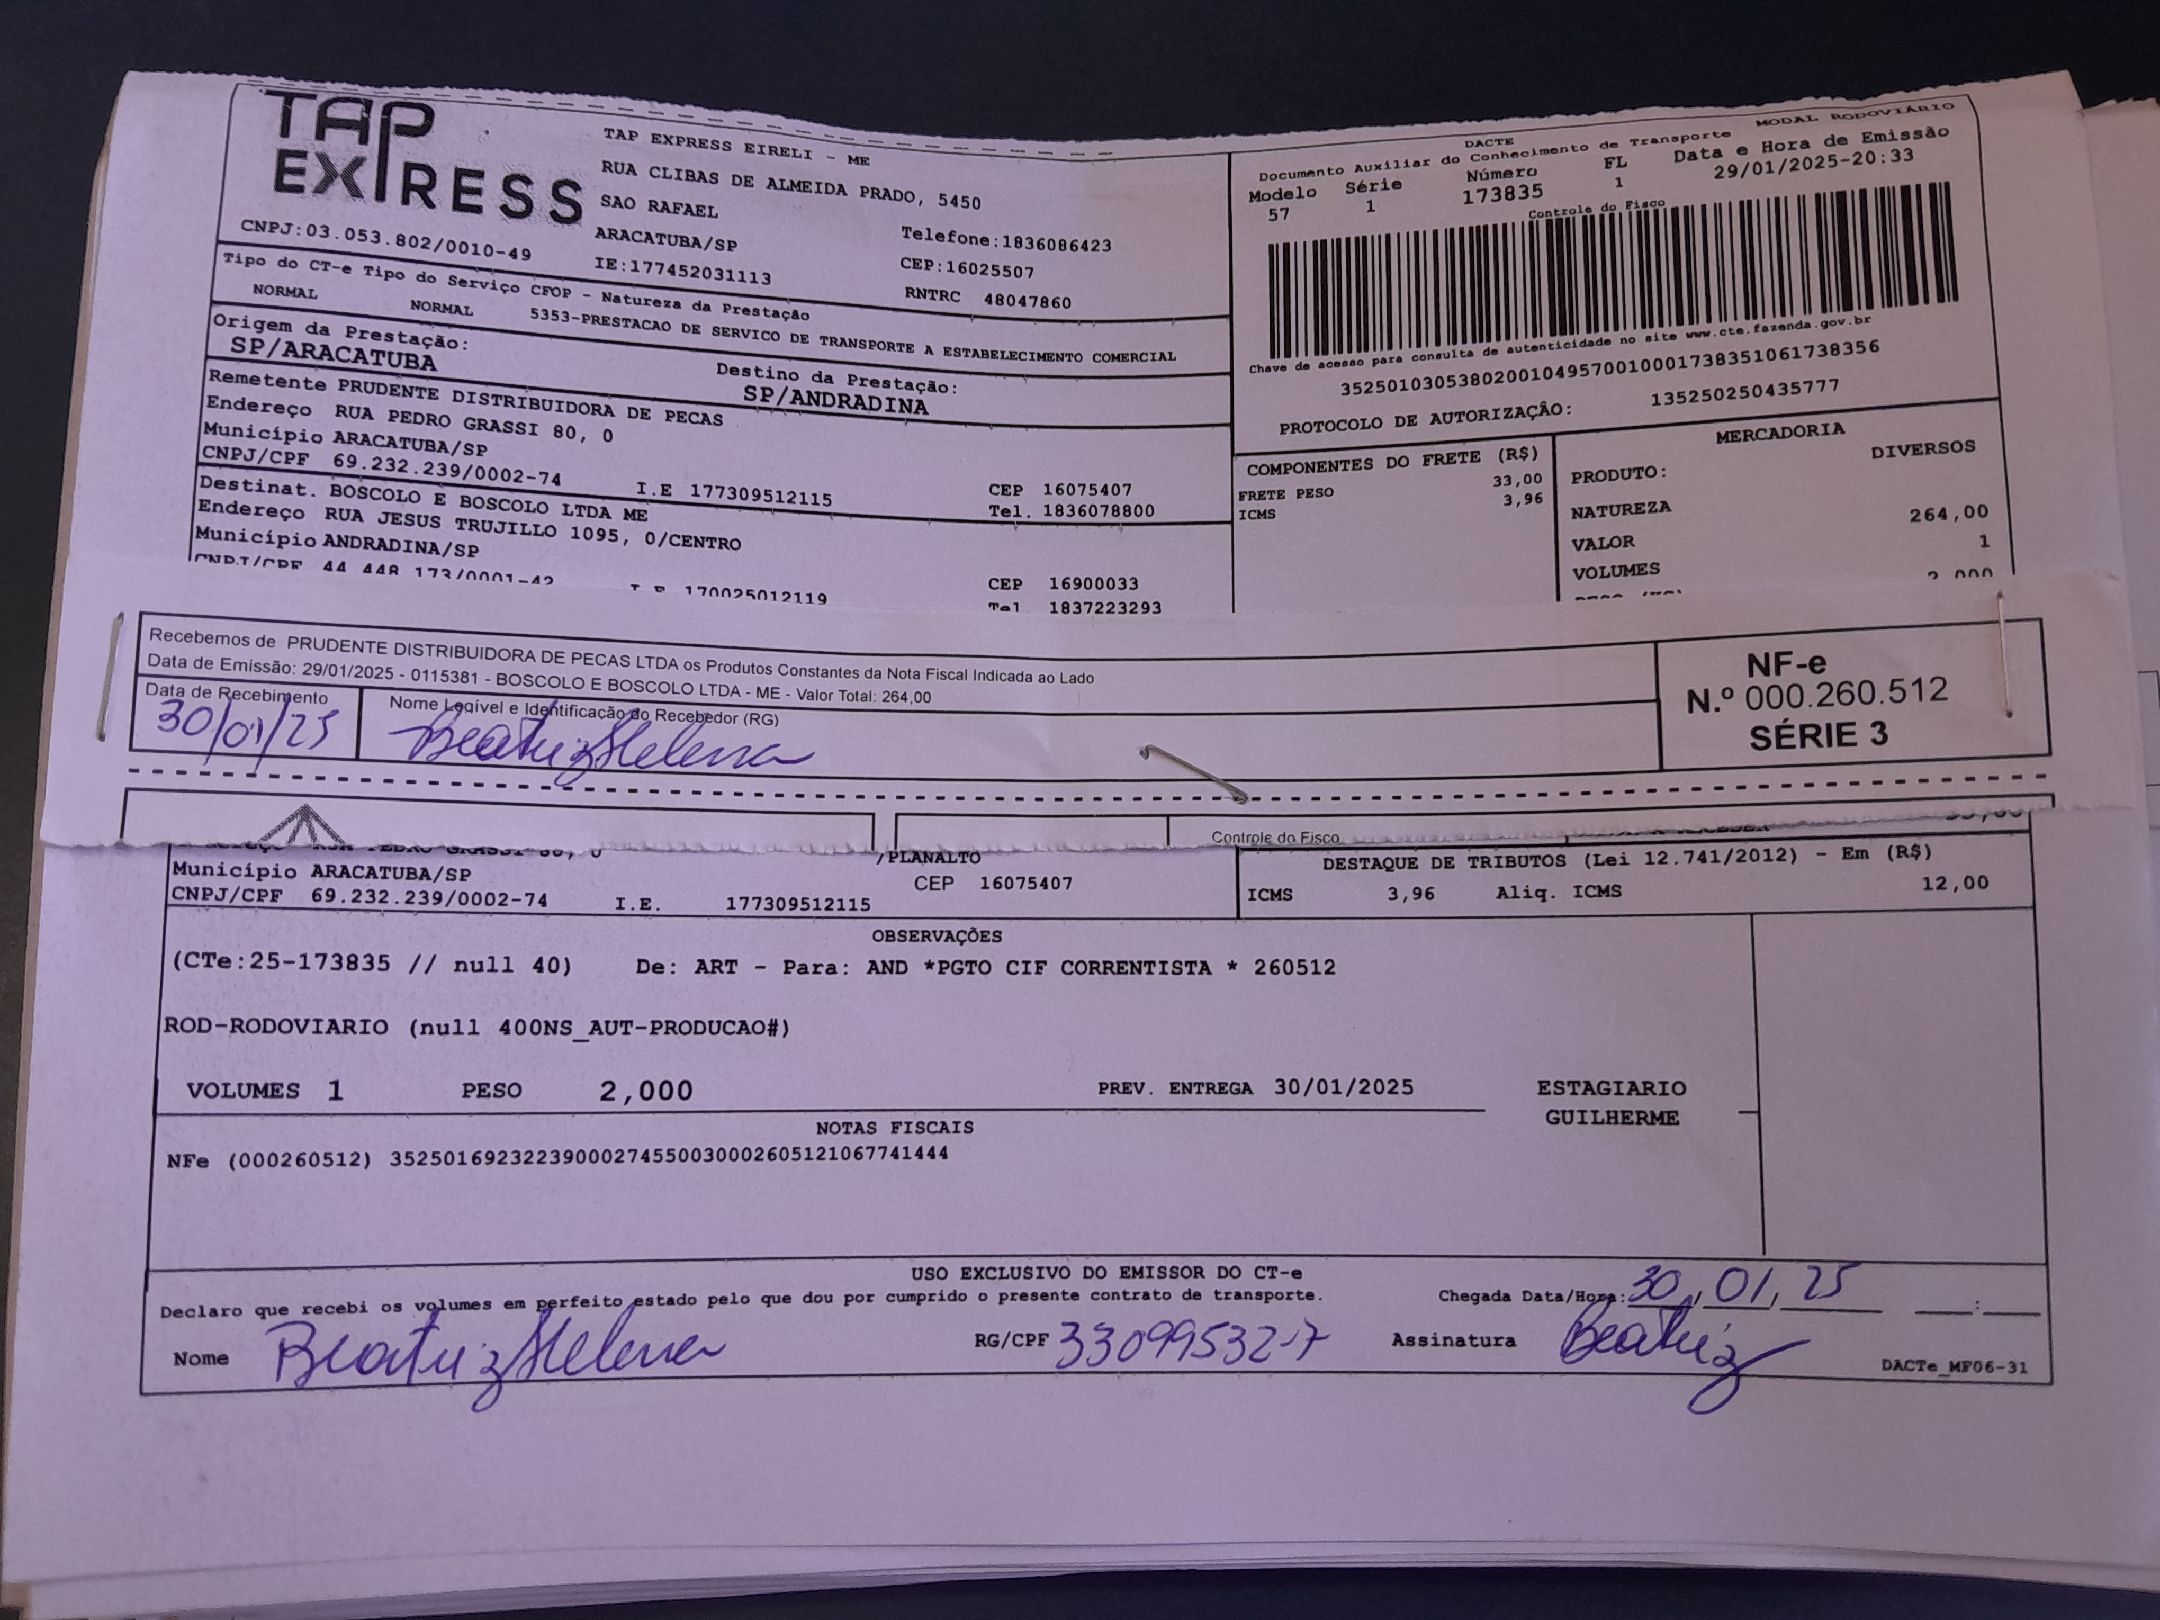 TAP
EXPRESS
TAP EXPRESS EIRELI - ME
RUA CLIBAS DE ALMEIDA PRADO, 5450
SAO RAFAEL
ARACATUBA/SP
Telefone:1836086423
CNPJ:03.053.802/0010-49
IE:177452031113
CEP:16025507
RNTRC 48047860
DACTE
MODAL RODOVIÁRIO
Documento Auxiliar do Conhecimento de Transporte
Modelo Série Número FL Data e Hora de Emissão
57 1 173835 1 29/01/2025-20:33
Controle do Fisco
Chave de acesso para consulta de autenticidade no site www.cte.fazenda.gov.br
35250103053802001049570010001738351061738356
PROTOCOLO DE AUTORIZAÇÃO: 135250250435777
Tipo do CT-e Tipo do Serviço CFOP - Natureza da Prestação
NORMAL NORMAL 5353-PRESTACAO DE SERVICO DE TRANSPORTE A ESTABELECIMENTO COMERCIAL
Origem da Prestação: Destino da Prestação:
SP/ARACATUBA SP/ANDRADINA
Remetente PRUDENTE DISTRIBUIDORA DE PECAS
Endereço RUA PEDRO GRASSI 80, 0
Município ARACATUBA/SP CEP 16075407
CNPJ/CPF 69.232.239/0002-74 I.E 177309512115 Tel. 1836078800
Destinat. BOSCOLO E BOSCOLO LTDA ME
Endereço RUA JESUS TRUJILLO 1095, 0/CENTRO
Município ANDRADINA/SP CEP 16900033
CNPJ/CPF 44 448 173/0001-42 170025012119 Tel 1837223293
COMPONENTES DO FRETE (R$)
FRETE PESO 33,00
ICMS 3,96
MERCADORIA
PRODUTO: DIVERSOS
NATUREZA
VALOR 264,00
VOLUMES 1
2 000
Recebemos de PRUDENTE DISTRIBUIDORA DE PECAS LTDA os Produtos Constantes da Nota Fiscal Indicada ao Lado
Data de Emissão: 29/01/2025 - 0115381 - BOSCOLO E BOSCOLO LTDA - ME - Valor Total: 264,00
Data de Recebimento Nome Legível e Identificação do Recebedor (RG)
30/01/25 Beatriz Helena
NF-e
N.º 000.260.512
SÉRIE 3
Controle do Fisco
/PLANALTO
Município ARACATUBA/SP CEP 16075407
CNPJ/CPF 69.232.239/0002-74 I.E. 177309512115
DESTAQUE DE TRIBUTOS (Lei 12.741/2012) - Em (R$)
ICMS 3,96 Aliq. ICMS 12,00
OBSERVAÇÕES
(CTe:25-173835 // null 40) De: ART - Para: AND *PGTO CIF CORRENTISTA * 260512
ROD-RODOVIARIO (null 400NS_AUT-PRODUCAO#)
VOLUMES 1 PESO 2,000 PREV. ENTREGA 30/01/2025 ESTAGIARIO
GUILHERME
NOTAS FISCAIS
NFe (000260512) 35250169232239000274550030002605121067741444
USO EXCLUSIVO DO EMISSOR DO CT-e
Declaro que recebi os volumes em perfeito estado pelo que dou por cumprido o presente contrato de transporte. Chegada Data/Hora: 30/01/25 :
Nome Beatriz Helena RG/CPF 33099532-7 Assinatura Beatriz
DACTe_MF06-31